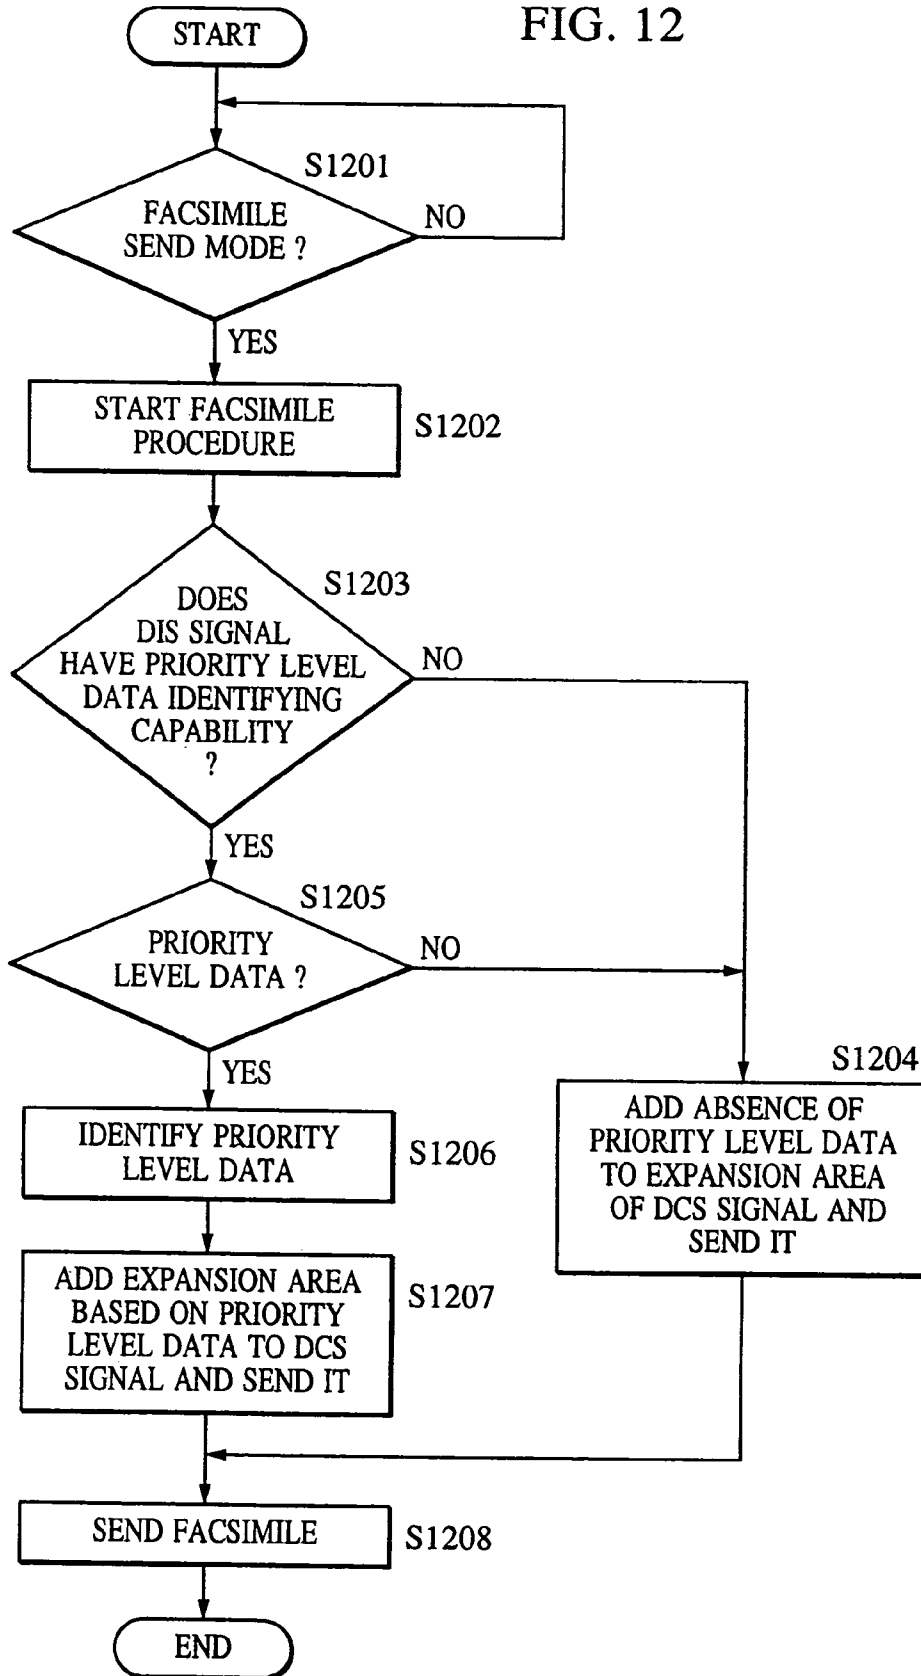 FIG. 12
START
S1201
FACSIMILE
SEND MODE ?
NO
YES
START FACSIMILE
PROCEDURE
S1202
S1203
DOES
DIS SIGNAL
HAVE PRIORITY LEVEL
DATA IDENTIFYING
CAPABILITY
?
NO
YES
S1205
PRIORITY
LEVEL DATA ?
NO
YES
S1204
ADD ABSENCE OF
PRIORITY LEVEL DATA
TO EXPANSION AREA
OF DCS SIGNAL AND
SEND IT
IDENTIFY PRIORITY
LEVEL DATA
S1206
ADD EXPANSION AREA
BASED ON PRIORITY
LEVEL DATA TO DCS
SIGNAL AND SEND IT
S1207
SEND FACSIMILE
S1208
END